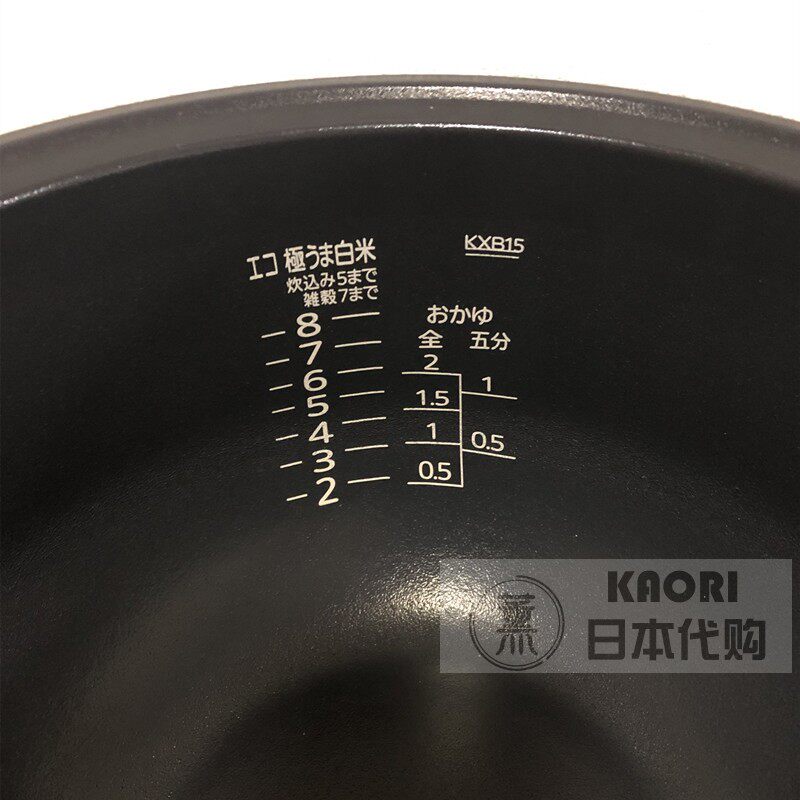 エコ 極うま白米
炊込み5まで
雑穀7まで
8
7
6
5
4
3
2
KXB15
おかゆ
全 五分
2
1
1.5
1
0.5
0.5
KAORI
薫
日本代购